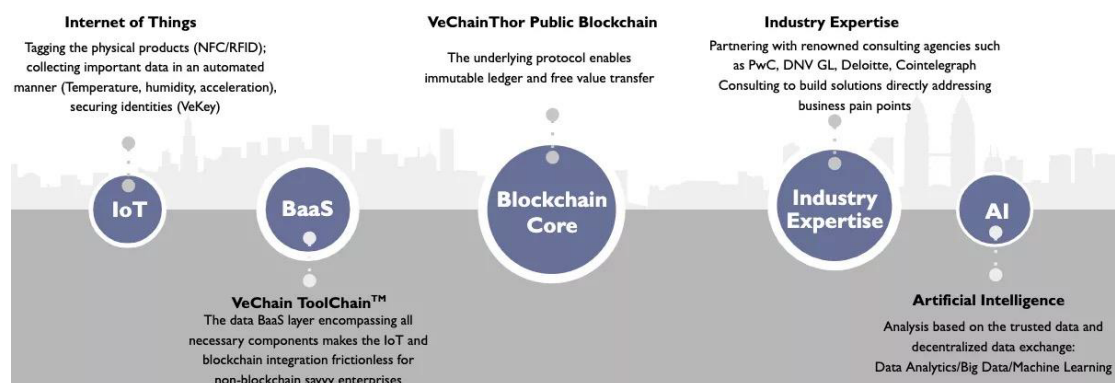 Internet of Things
Tagging the physical products (NFC/RFID);
collecting important data in an automated
manner (Temperature, humidity, acceleration),
securing identities (VeKey)
VeChainThor Public Blockchain
The underlying protocol enables
immutable ledger and free value transfer
Industry Expertise
Partnering with renowned consulting agencies such
as PwC, DNV GL, Deloitte, Cointelegraph
Consulting to build solutions directly addressing
business pain points
IoT
BaaS
Blockchain
Core
Industry
Expertise
AI
VeChain ToolChain™
The data BaaS layer encompassing all
necessary components makes the IoT and
blockchain integration frictionless for
non-blockchain savvy enterprises
Artificial Intelligence
Analysis based on the trusted data and
decentralized data exchange:
Data Analytics/Big Data/Machine Learning